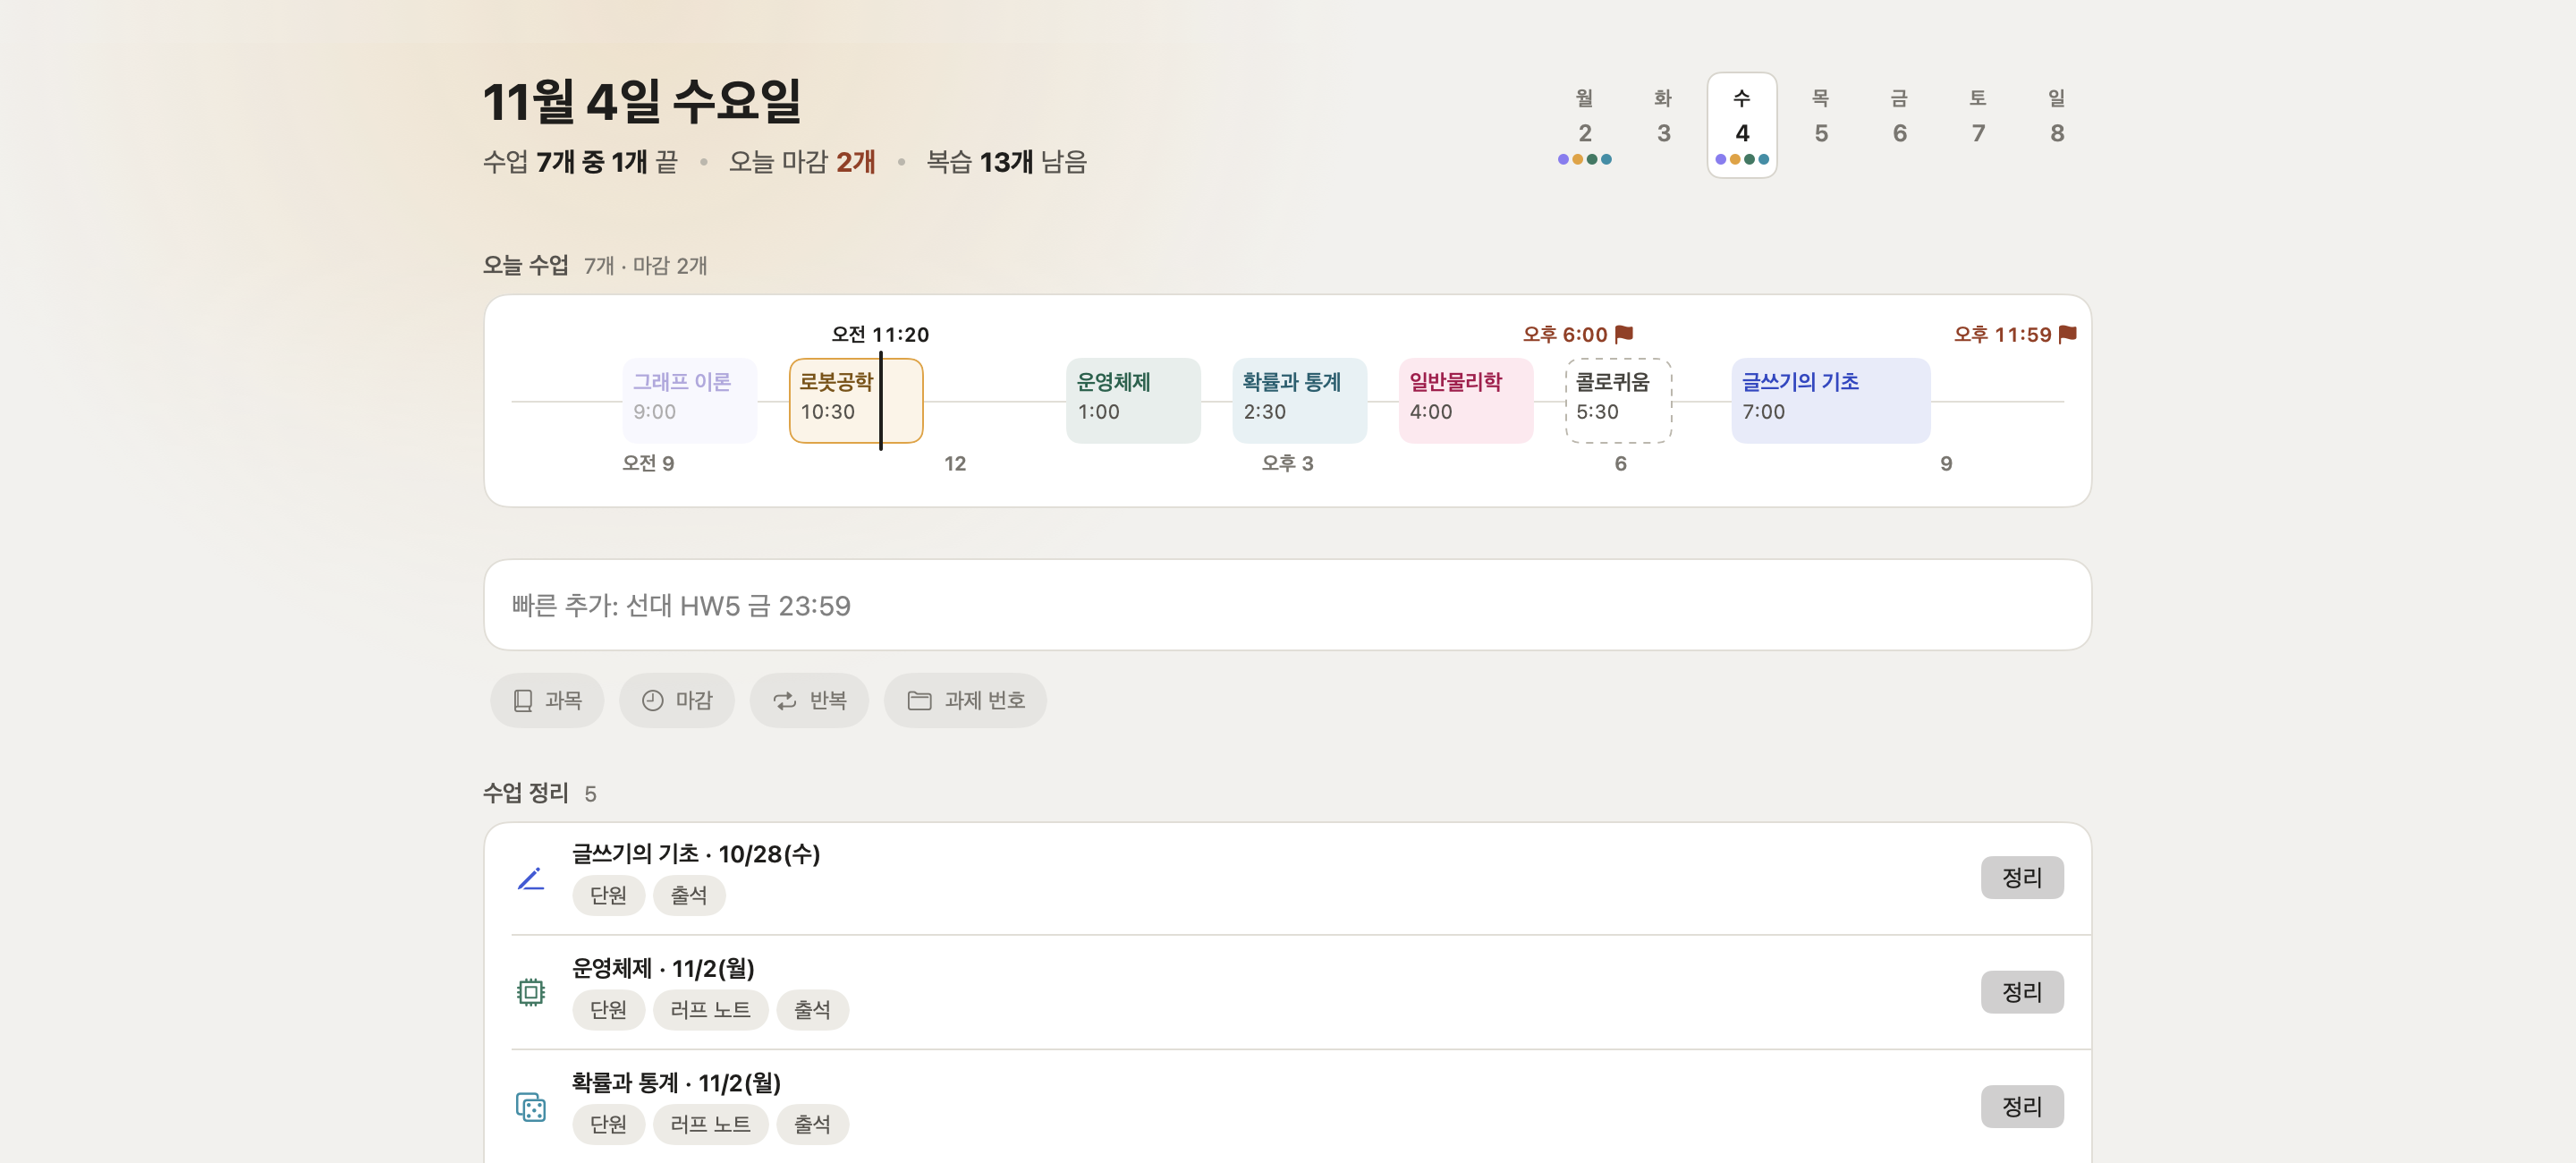 11월 4일 수요일
수업 7개 중 1개 끝 • 오늘 마감 2개 • 복습 13개 남음
월 화 수 목 금 토 일
2 3 4 5 6 7 8
오늘 수업 7개 · 마감 2개
오전 11:20 오후 6:00 오후 11:59
그래프 이론 로봇공학 운영체제 확률과 통계 일반물리학 콜로퀴움 글쓰기의 기초
9:00 10:30 1:00 2:30 4:00 5:30 7:00
오전 9 12 오후 3 6 9
빠른 추가: 선대 HW5 금 23:59
과목 마감 반복 과제 번호
수업 정리 5
글쓰기의 기초 · 10/28(수)
단원 출석
정리
운영체제 · 11/2(월)
단원 러프 노트 출석
정리
확률과 통계 · 11/2(월)
단원 러프 노트 출석
정리